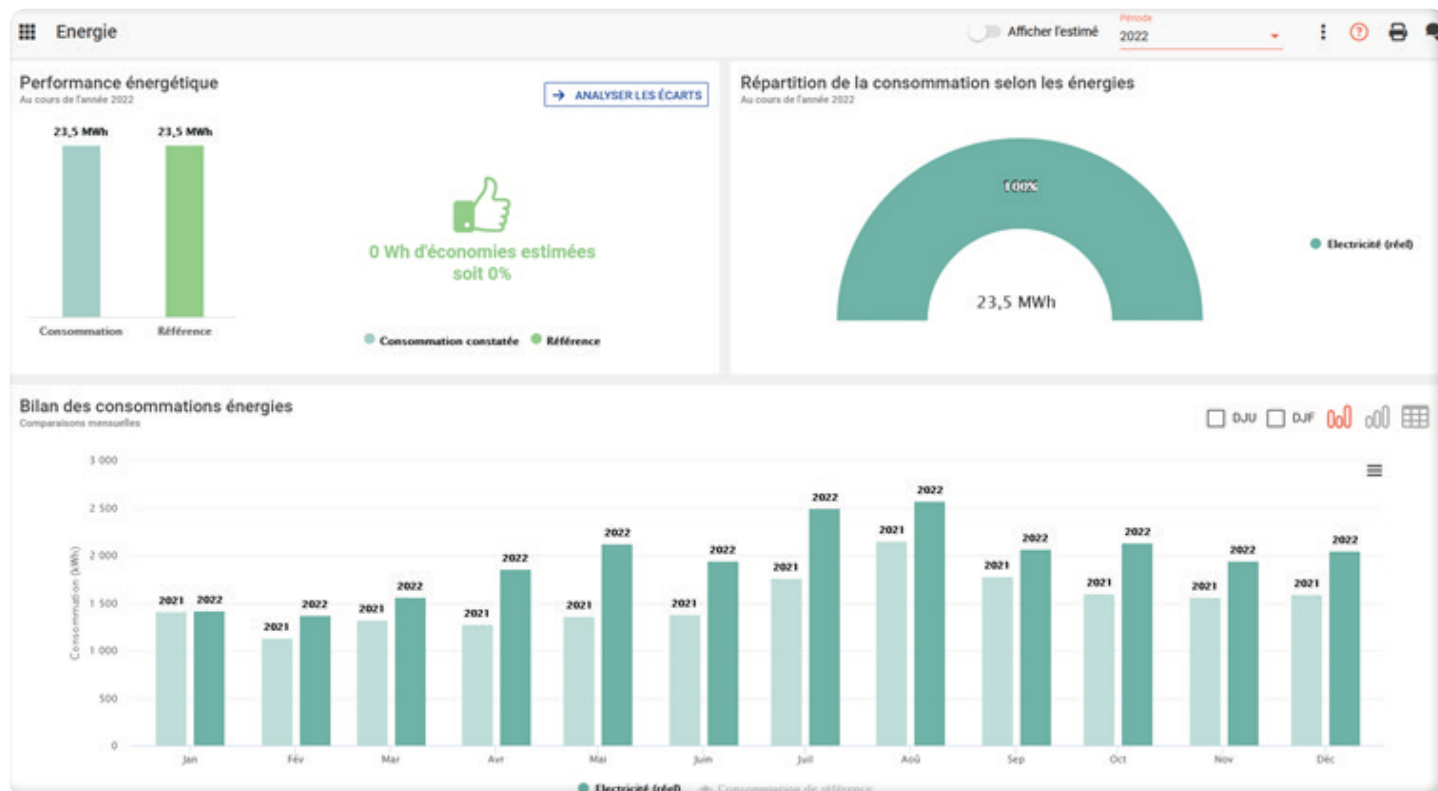 Energie
Afficher l'estimé
Période
2022
Performance énergétique
Au cours de l'année 2022
ANALYSER LES ÉCARTS
23,5 MWh 23,5 MWh
0 Wh d'économies estimées
soit 0%
Consommation Référence
Consommation constatée Référence
Répartition de la consommation selon les énergies
Au cours de l'année 2022
100%
Electricité (réel)
23,5 MWh
Bilan des consommations énergies
Comparaisons mensuelles
DJU DJF
Consommation (kWh)
3 000
2 500
2 000
1 500
1 000
500
0
2021 2022
2021 2022
2021 2022
2021 2022
2021 2022
2021 2022
2021 2022
2021 2022
2021 2022
2021 2022
2021 2022
2021 2022
Jan Fév Mar Avr Mai Juin Juil Aoû Sep Oct Nov Déc
Electricité (réel) Consommation de référence